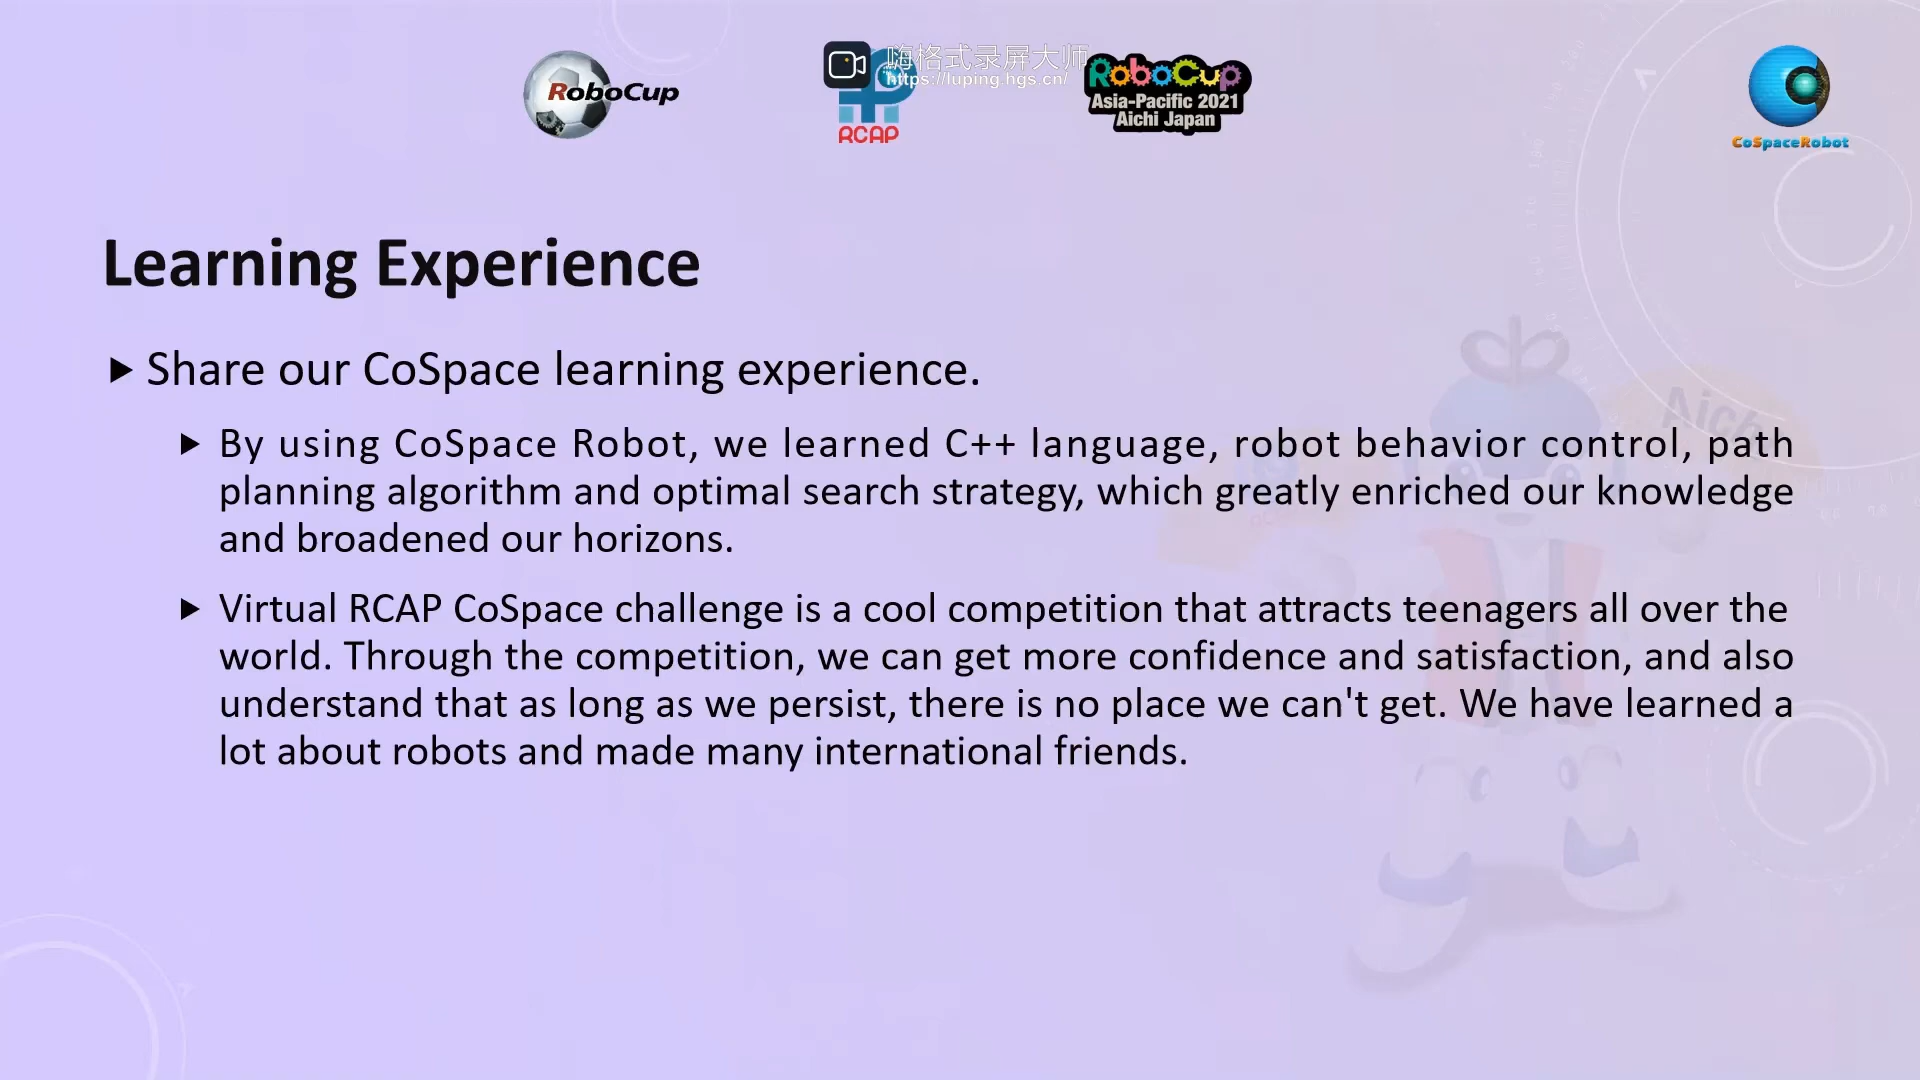 RoboCup
嗨格式录屏大师
https://luping.hgs.cn/
RCAP
RoboCup
Asia-Pacific 2021
Aichi Japan
CoSpaceRobot
Learning Experience
Share our CoSpace learning experience.
By using CoSpace Robot, we learned C++ language, robot behavior control, path
planning algorithm and optimal search strategy, which greatly enriched our knowledge
and broadened our horizons.
Virtual RCAP CoSpace challenge is a cool competition that attracts teenagers all over the
world. Through the competition, we can get more confidence and satisfaction, and also
understand that as long as we persist, there is no place we can't get. We have learned a
lot about robots and made many international friends.